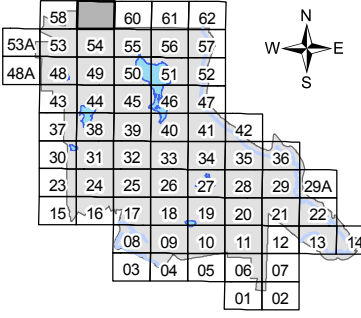 58 60 61 62
N
53A 53 54 55 56 57
W E
48A 48 49 50 51 52
S
43 44 45 46 47
37 38 39 40 41 42
30 31 32 33 34 35 36
23 24 25 26 27 28 29 29A
15 16 17 18 19 20 21 22
08 09 10 11 12 13 14
03 04 05 06 07
01 02